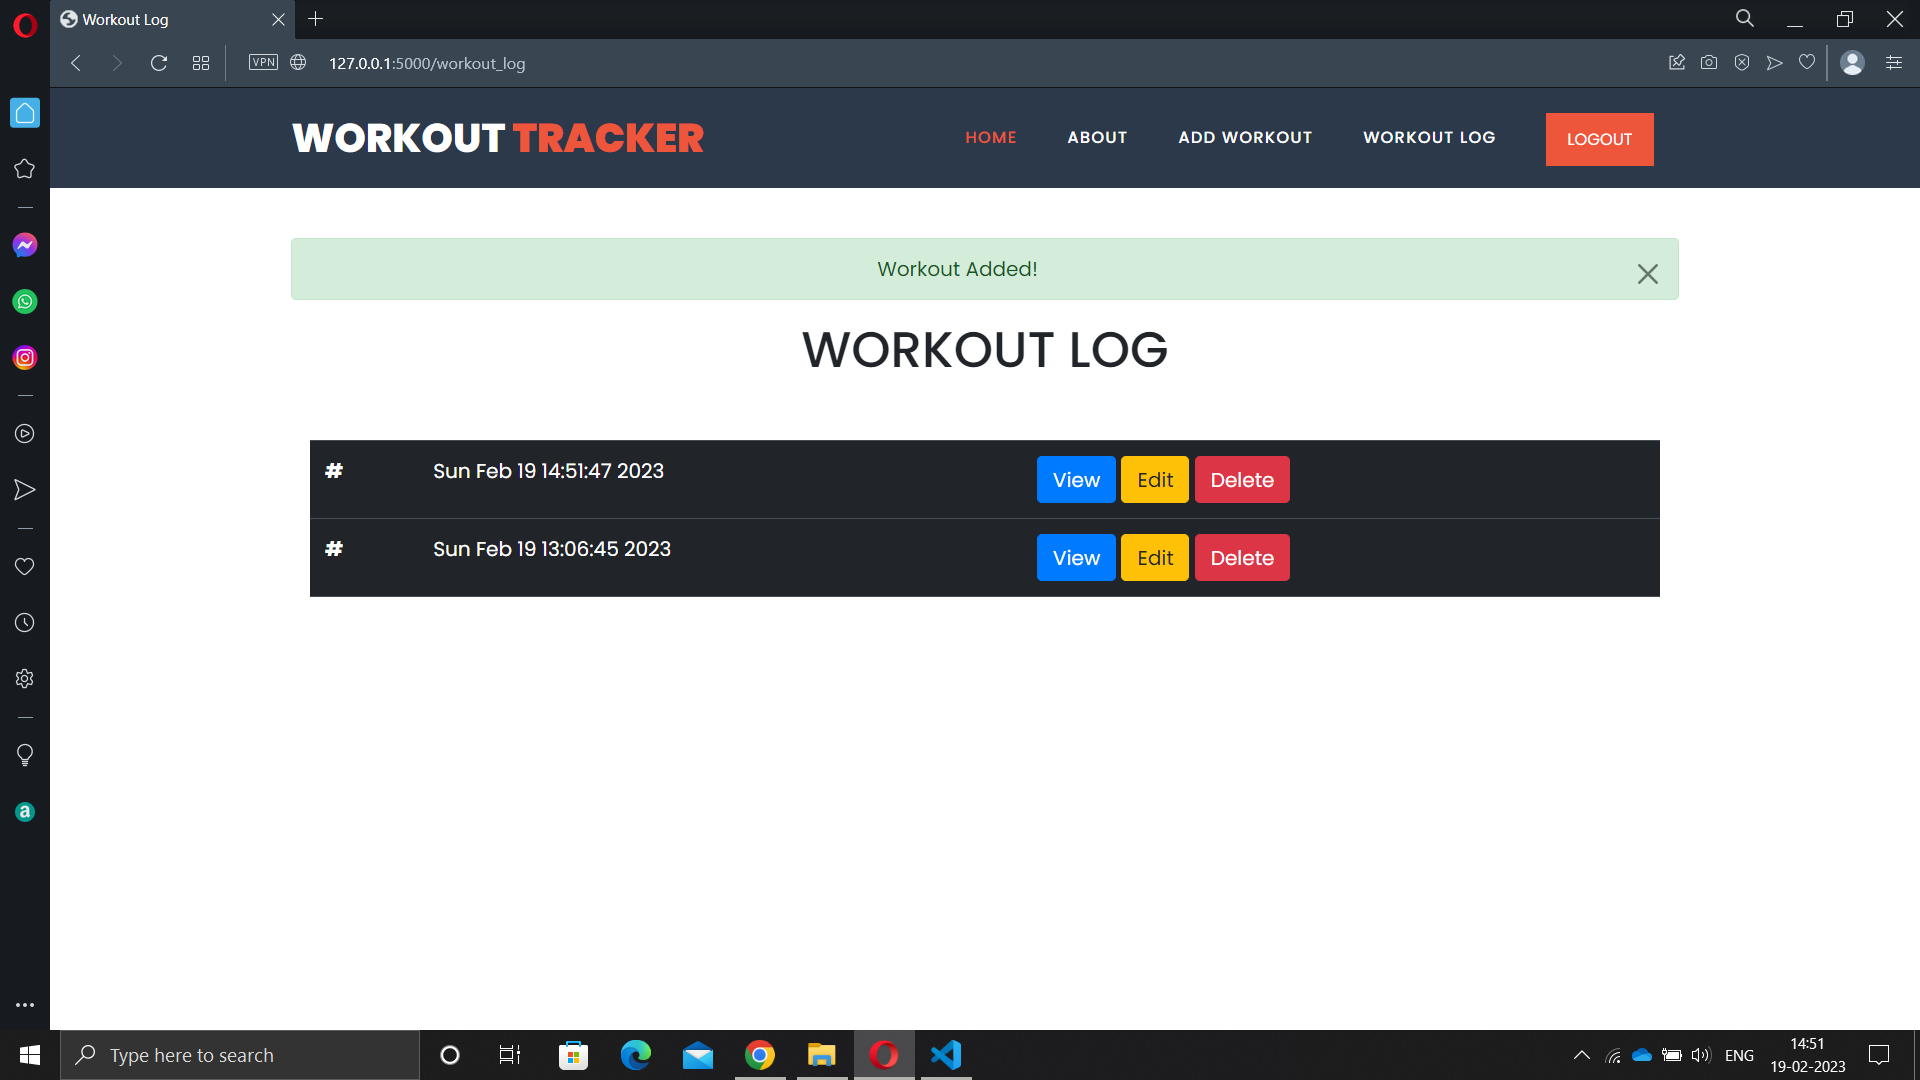 Workout Log
VPN
127.0.0.1:5000/workout_log
WORKOUT TRACKER
HOME
ABOUT
ADD WORKOUT
WORKOUT LOG
LOGOUT
Workout Added!
WORKOUT LOG
# Sun Feb 19 14:51:47 2023 View Edit Delete
# Sun Feb 19 13:06:45 2023 View Edit Delete
a
Type here to search
ENG
14:51
19-02-2023